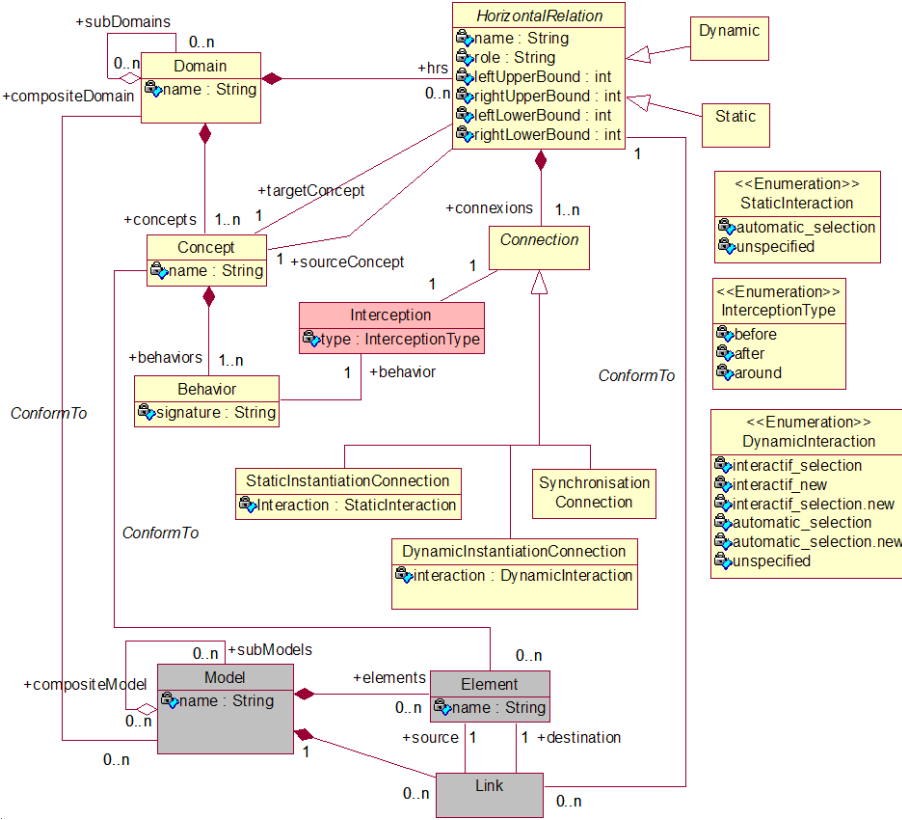 +subDomains
0..n
0..n
Domain
name : String
+compositeDomain
HorizontalRelation
name : String
role : String
leftUpperBound : int
rightUpperBound : int
leftLowerBound : int
rightLowerBound : int
+hrs
0..n
Dynamic
Static
1
+targetConcept
1
+concepts
1..n
+connexions
1..n
<<Enumeration>>
StaticInteraction
automatic_selection
unspecified
Concept
name : String
1
+sourceConcept
Connection
1
1
<<Enumeration>>
InterceptionType
before
after
around
Interception
type : InterceptionType
+behaviors
1..n
1
+behavior
ConformTo
Behavior
signature : String
ConformTo
<<Enumeration>>
DynamicInteraction
interactif_selection
interactif_new
interactif_selection.new
automatic_selection
automatic_selection.new
unspecified
StaticInstantiationConnection
Interaction : StaticInteraction
Synchronisation
Connection
ConformTo
DynamicInstantiationConnection
interaction : DynamicInteraction
0..n
+subModels
0..n
+compositeModel
0..n
Model
name : String
+elements
0..n
Element
name : String
+source
1
1
+destination
0..n
1
0..n
Link
0..n